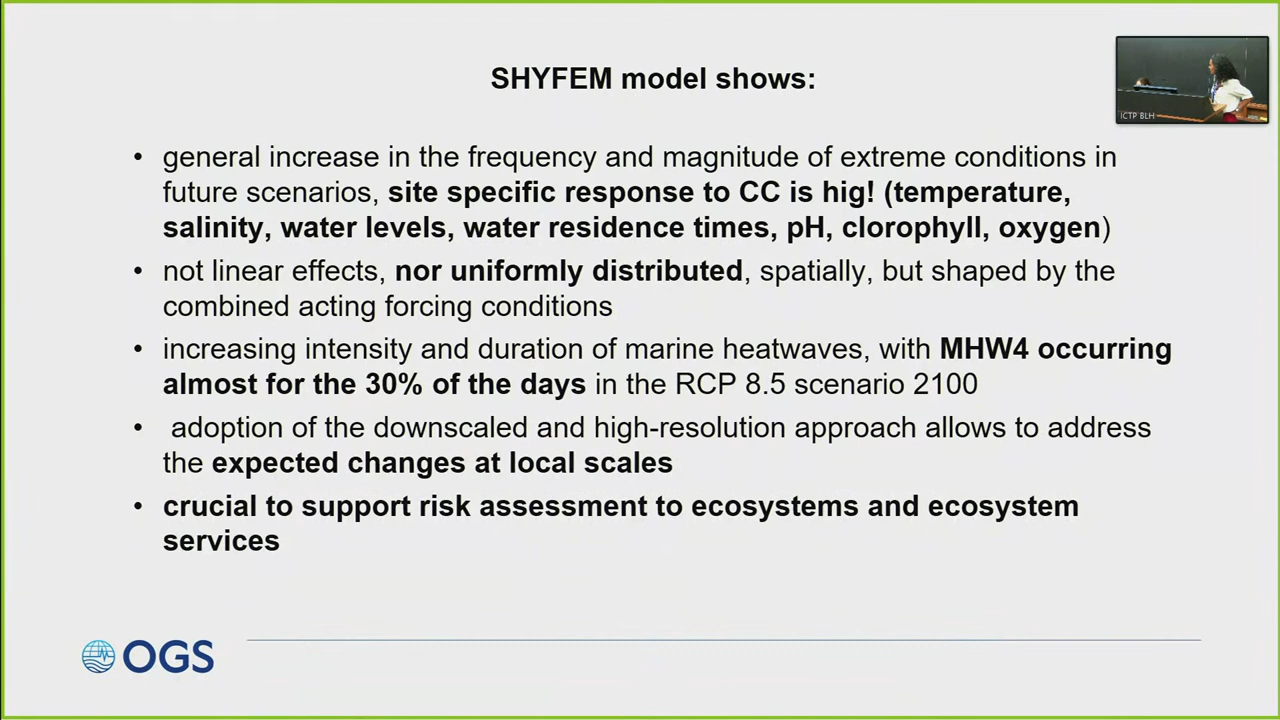 SHYFEM model shows:
ICTP BLH
• general increase in the frequency and magnitude of extreme conditions in
future scenarios, site specific response to CC is hig! (temperature,
salinity, water levels, water residence times, pH, clorophyll, oxygen)
• not linear effects, nor uniformly distributed, spatially, but shaped by the
combined acting forcing conditions
• increasing intensity and duration of marine heatwaves, with MHW4 occurring
almost for the 30% of the days in the RCP 8.5 scenario 2100
• adoption of the downscaled and high-resolution approach allows to address
the expected changes at local scales
• crucial to support risk assessment to ecosystems and ecosystem
services
OGS